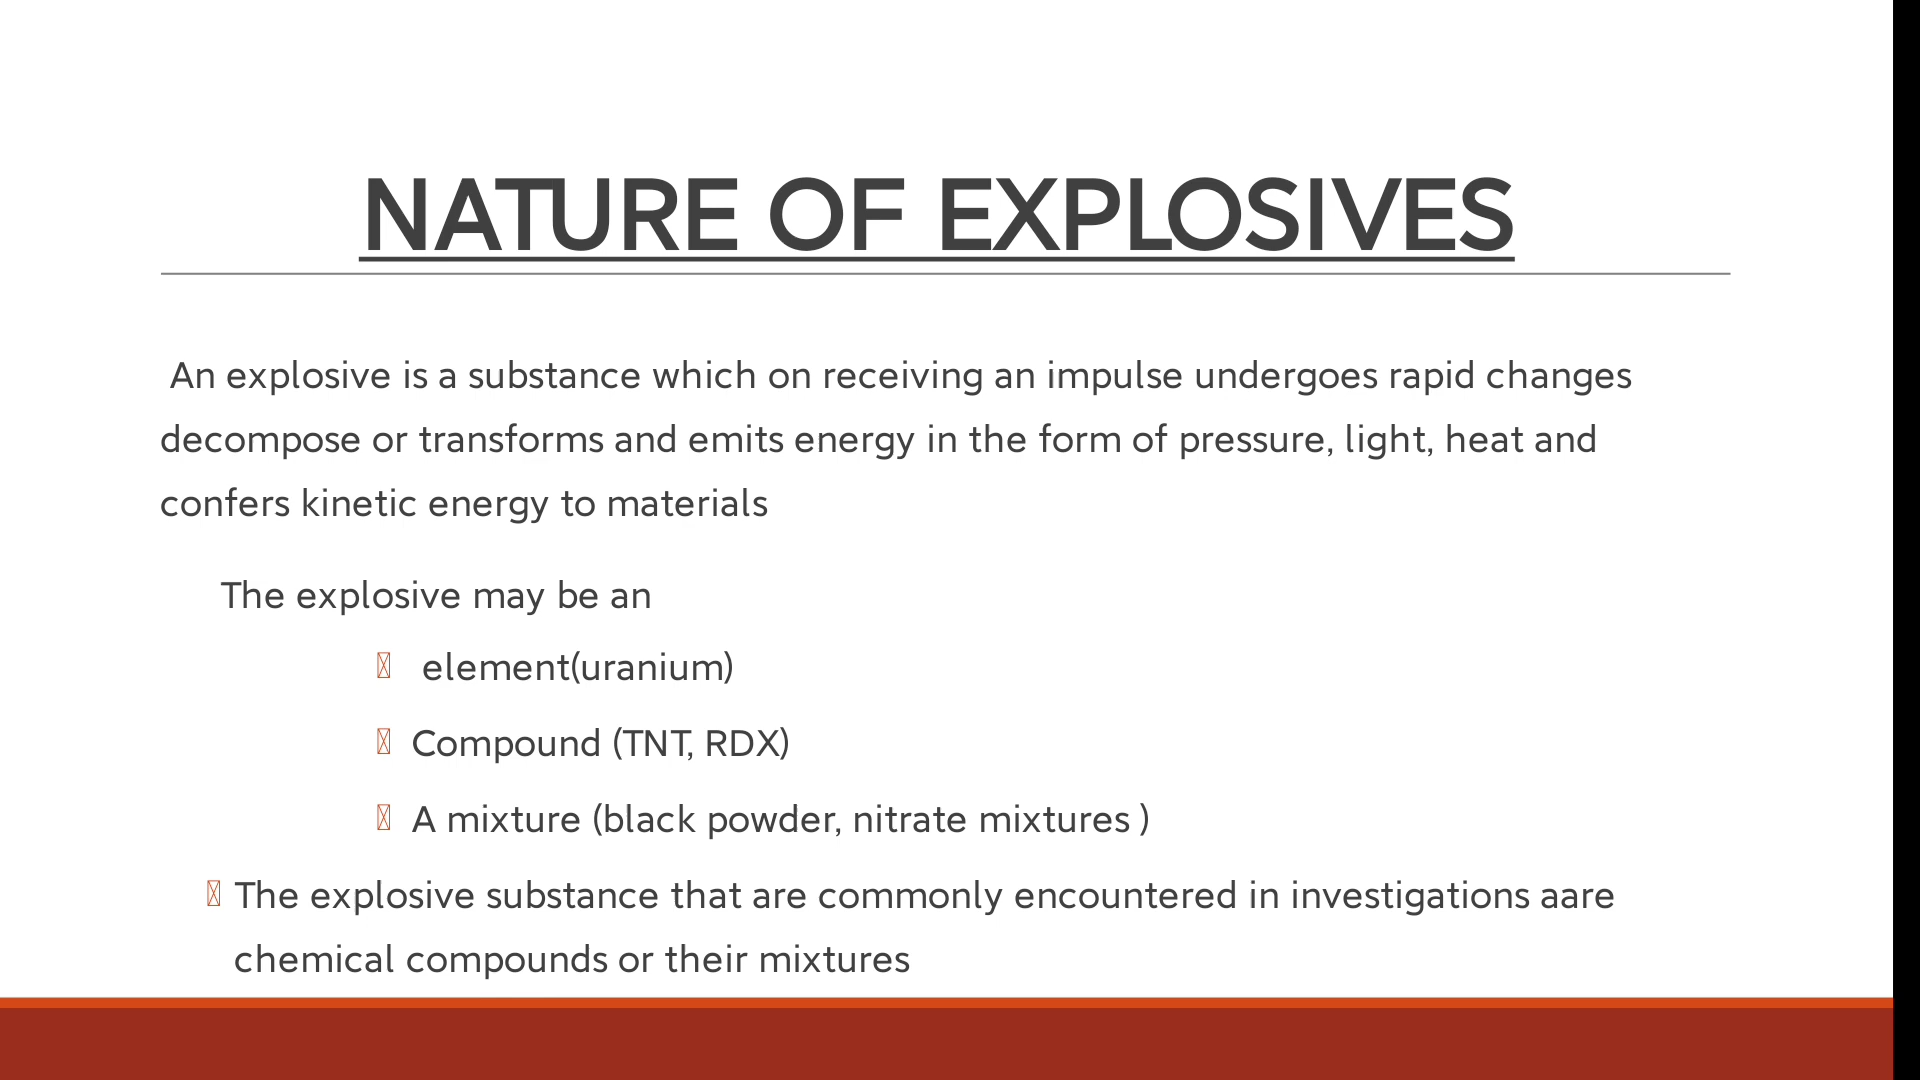 NATURE OF EXPLOSIVES
An explosive is a substance which on receiving an impulse undergoes rapid changes
decompose or transforms and emits energy in the form of pressure, light, heat and
confers kinetic energy to materials
The explosive may be an
element(uranium)
Compound (TNT, RDX)
A mixture (black powder, nitrate mixtures )
The explosive substance that are commonly encountered in investigations aare
chemical compounds or their mixtures